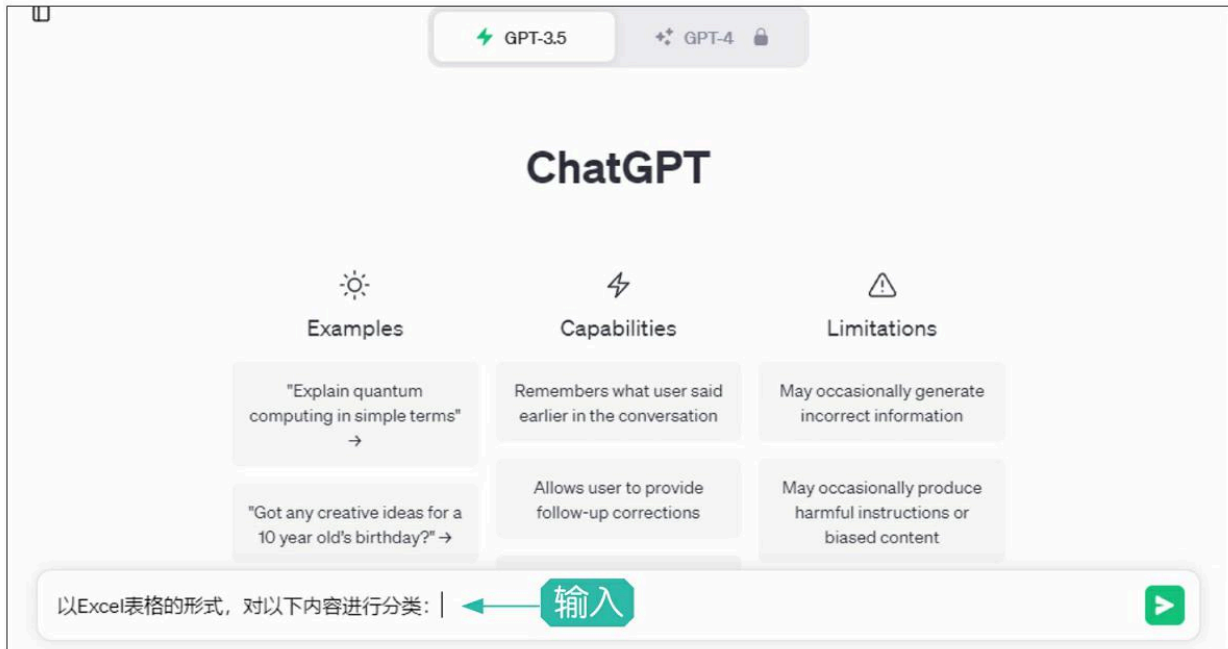 GPT-3.5
GPT-4
ChatGPT
Examples
Capabilities
Limitations
"Explain quantum
computing in simple terms"
→
Remembers what user said
earlier in the conversation
May occasionally generate
incorrect information
"Got any creative ideas for a
10 year old's birthday?" →
Allows user to provide
follow-up corrections
May occasionally produce
harmful instructions or
biased content
以Excel表格的形式，对以下内容进行分类：
输入